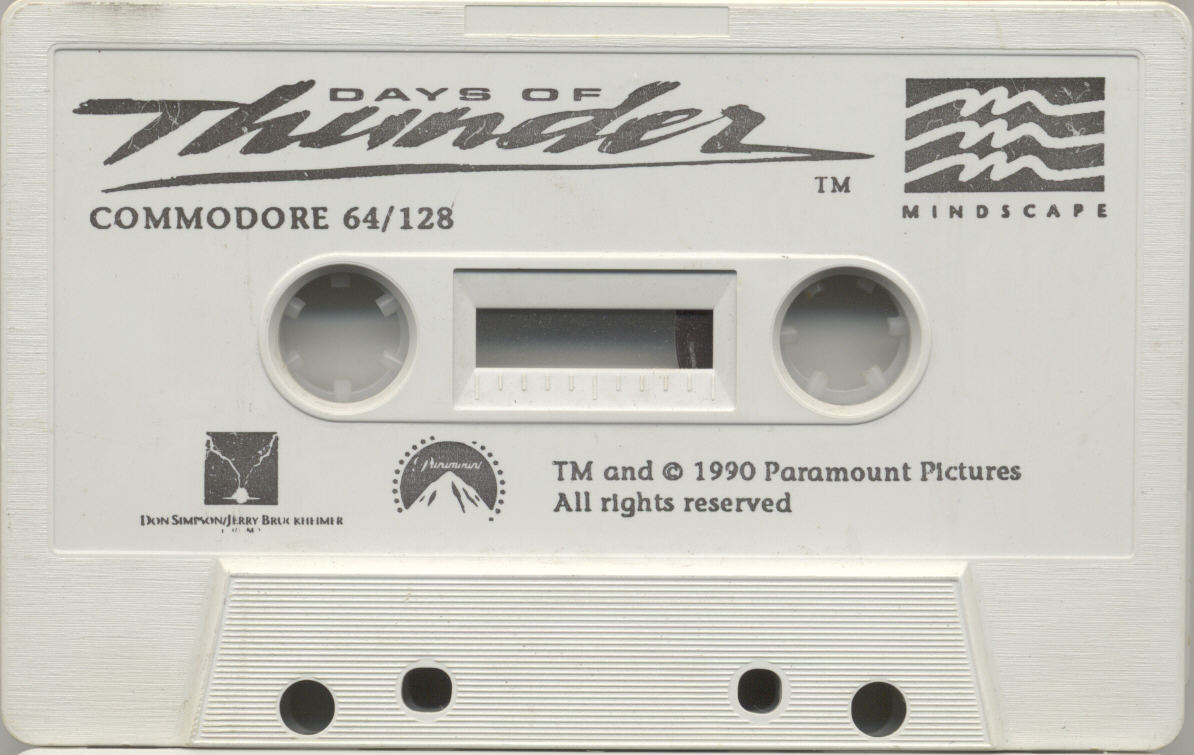 DAYS OF
Thunder
TM
MINDSCAPE
COMMODORE 64/128
Paramount
DON SIMPSON/JERRY BRUCKHEIMER
TM and © 1990 Paramount Pictures
All rights reserved